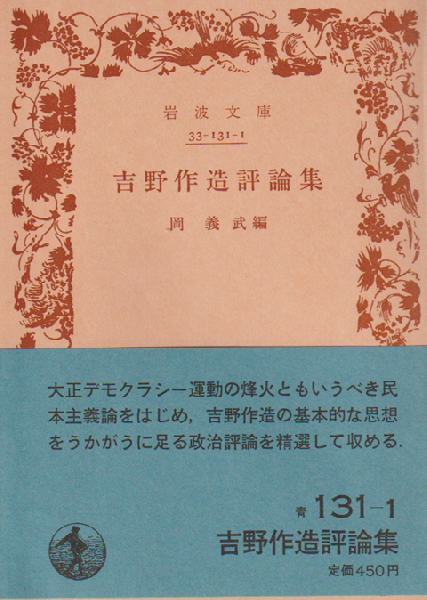 岩波文庫
33-131-1
吉野作造評論集
岡義武編
大正デモクラシー運動の烽火ともいうべき民
本主義論をはじめ，吉野作造の基本的な思想
をうかがうに足る政治評論を精選して収める．
青 131-1
吉野作造評論集
定価450円